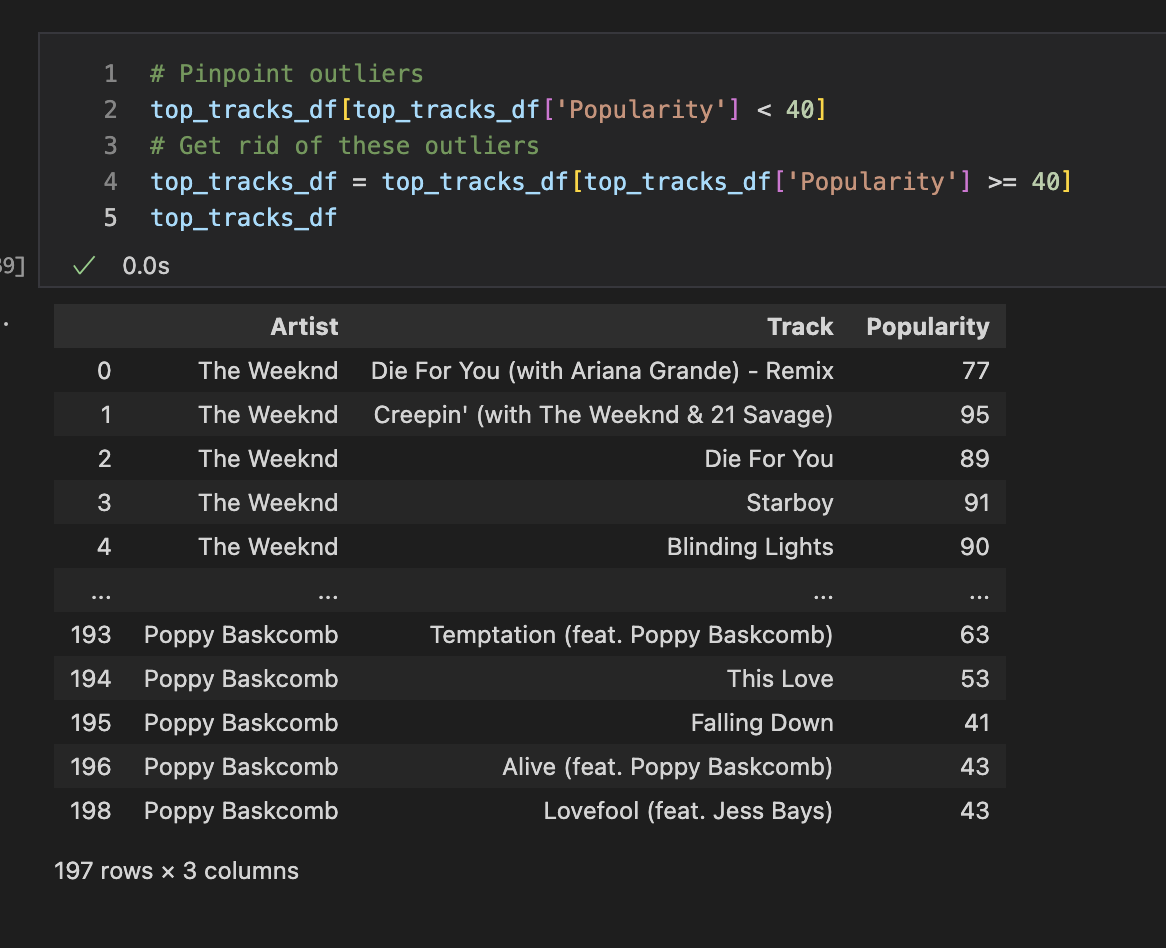 1 # Pinpoint outliers
2 top_tracks_df[top_tracks_df['Popularity'] < 40]
3 # Get rid of these outliers
4 top_tracks_df = top_tracks_df[top_tracks_df['Popularity'] >= 40]
5 top_tracks_df
9] ✓ 0.0s
Artist Track Popularity
0 The Weeknd Die For You (with Ariana Grande) - Remix 77
1 The Weeknd Creepin' (with The Weeknd & 21 Savage) 95
2 The Weeknd Die For You 89
3 The Weeknd Starboy 91
4 The Weeknd Blinding Lights 90
... ... ... ...
193 Poppy Baskcomb Temptation (feat. Poppy Baskcomb) 63
194 Poppy Baskcomb This Love 53
195 Poppy Baskcomb Falling Down 41
196 Poppy Baskcomb Alive (feat. Poppy Baskcomb) 43
198 Poppy Baskcomb Lovefool (feat. Jess Bays) 43
197 rows × 3 columns